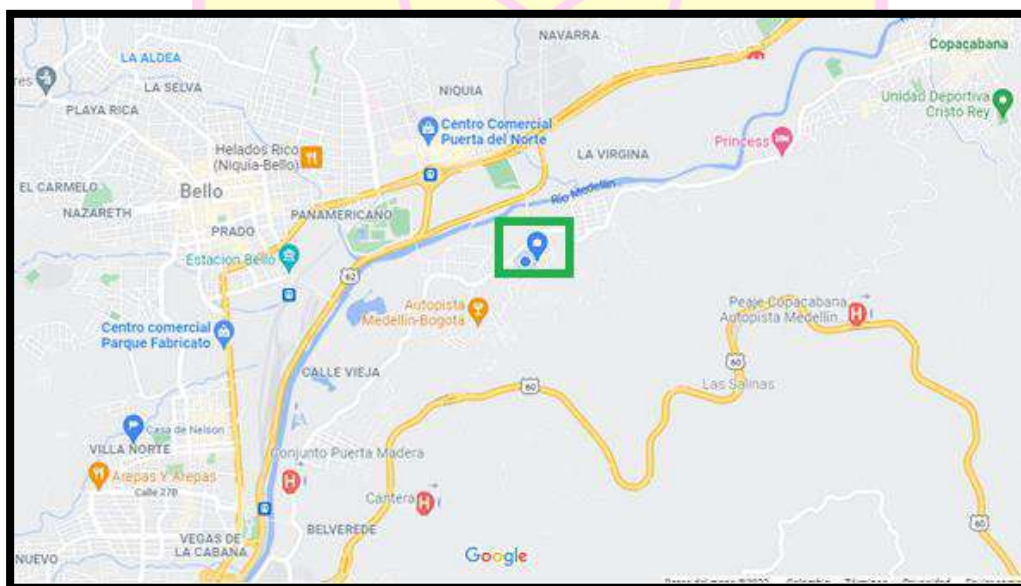 NAVARRA
Copacabana
LA ALDEA
LA SELVA
res
PLAYA RICA
NIQUIA
Unidad Deportiva
Cristo Rey
Centro Comercial
Puerta del Norte
Princess
Helados Rico
(Niquia-Bello)
LA VIRGINA
EL CARMELO
Bello
Río Medellín
NAZARETH
PANAMERICANO
PRADO
Estacion Bello
62
Autopista
Medellín-Bogotá
Peaje Copacabana
Autopista Medellín...
Centro comercial
Parque Fabricato
CALLE VIEJA
60
60
Las Salinas
Casa de Nelson
VILLA NORTE
Conjunto Puerta Madera
Arepas Y Arepas
Calle 27B
Cantera
60
BELVEREDE
VEGAS DE
LA CABANA
NUEVO
Google